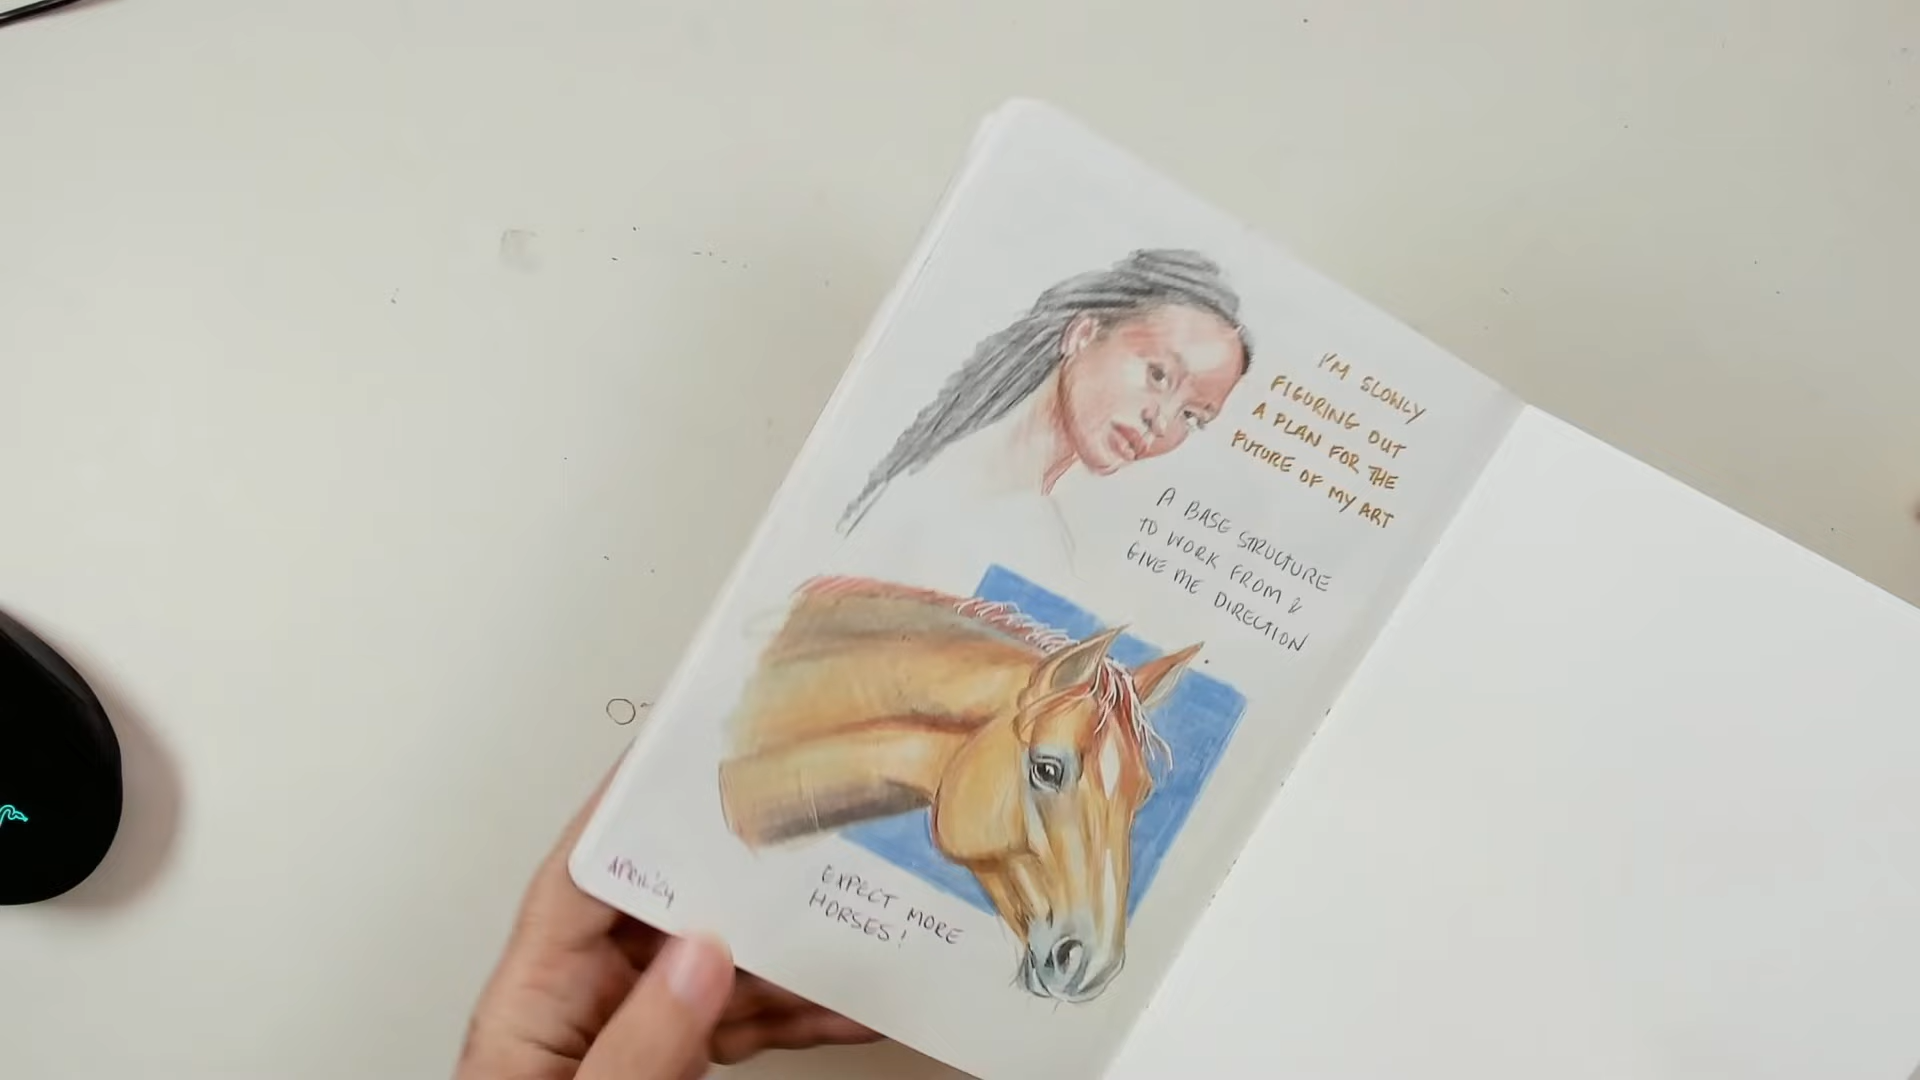 I'M SLOWLY
FIGURING OUT
A PLAN FOR THE
FUTURE OF MY ART
A BASE STRUCTURE
TO WORK FROM &
GIVE ME DIRECTION
EXPECT MORE
HORSES!
APRIL '24